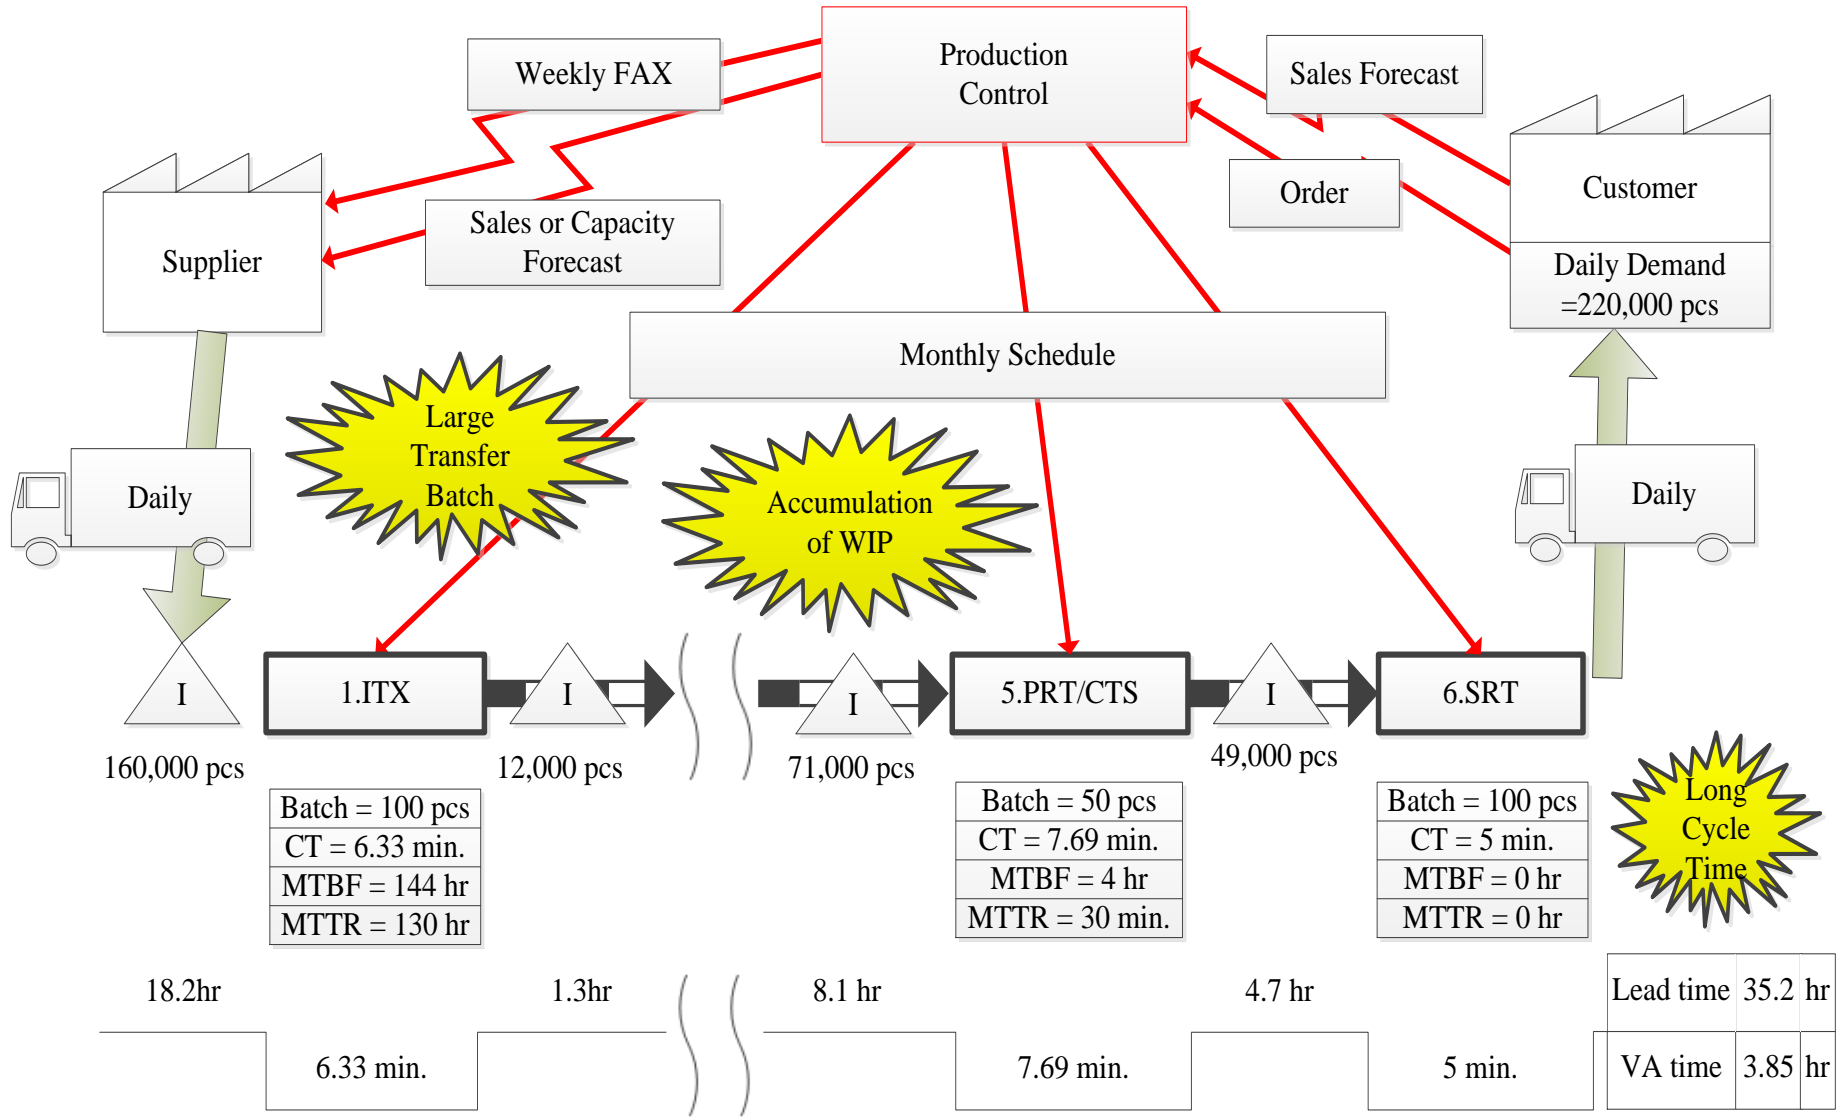 Weekly FAX
Production
Control
Sales Forecast
Supplier
Sales or Capacity
Forecast
Order
Customer
Daily Demand
=220,000 pcs
Monthly Schedule
Large
Transfer
Batch
Accumulation
of WIP
Daily
Daily
I
1.ITX
I
I
5.PRT/CTS
I
6.SRT
160,000 pcs
12,000 pcs
71,000 pcs
49,000 pcs
Batch = 100 pcs
CT = 6.33 min.
MTBF = 144 hr
MTTR = 130 hr
Batch = 50 pcs
CT = 7.69 min.
MTBF = 4 hr
MTTR = 30 min.
Batch = 100 pcs
CT = 5 min.
MTBF = 0 hr
MTTR = 0 hr
Long
Cycle
Time
18.2hr
1.3hr
8.1 hr
4.7 hr
Lead time 35.2 hr
6.33 min.
7.69 min.
5 min.
VA time 3.85 hr